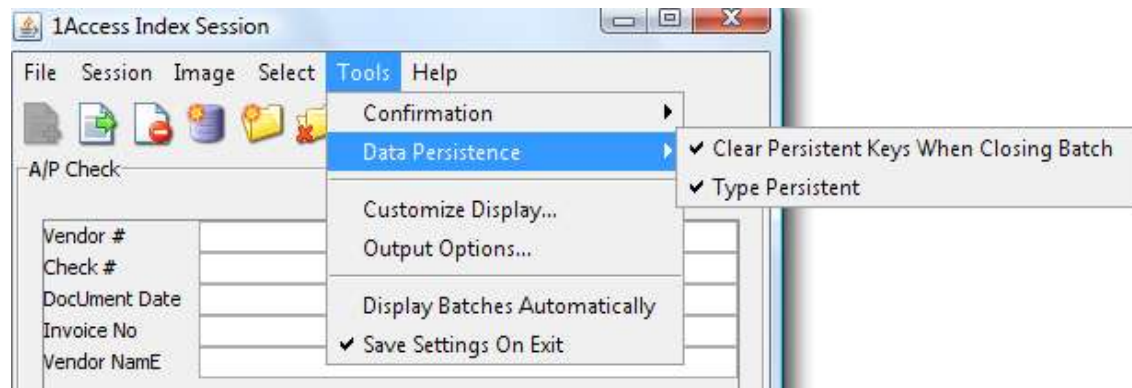 1Access Index Session
File Session Image Select Tools Help
Confirmation
Data Persistence
Clear Persistent Keys When Closing Batch
Type Persistent
Customize Display...
Output Options...
Display Batches Automatically
Save Settings On Exit
A/P Check
Vendor #
Check #
DocUment Date
Invoice No
Vendor NamE